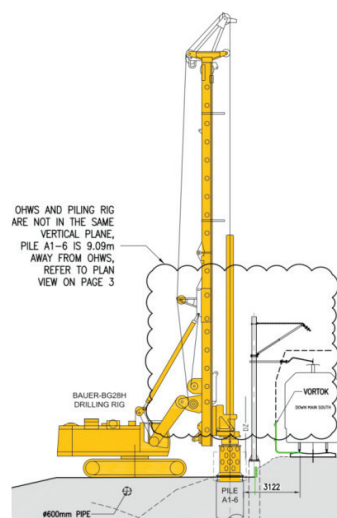 OHWS AND PILING RIG
ARE NOT IN THE SAME
VERTICAL PLANE,
PILE A1-6 IS 9.09m
AWAY FROM OHWS,
REFER TO PLAN
VIEW ON PAGE 3
BAUER-BG28H
DRILLING RIG
VORTOK
DOWN MAIN SOUTH
PILE
A1-6
3122
ø600mm PIPE